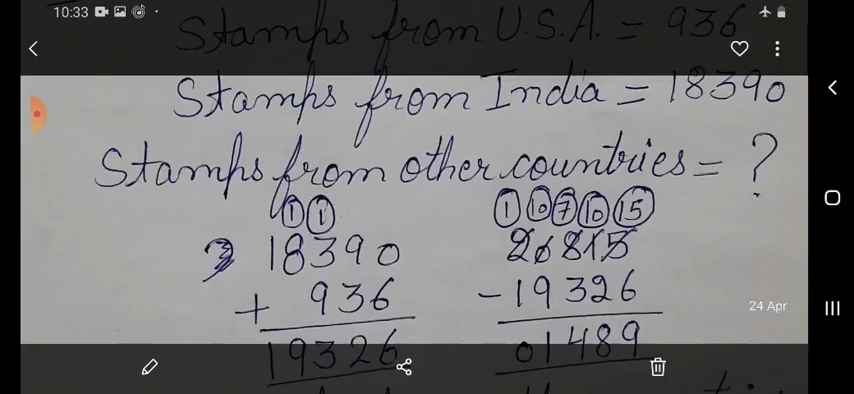 10:33
Stamps from U.S.A. = 936
Stamps from India = 18390
Stamps from other countries = ?
1 1
18390
+ 936
19326
1 10 7 10 15
20815
- 19326
01489
24 Apr